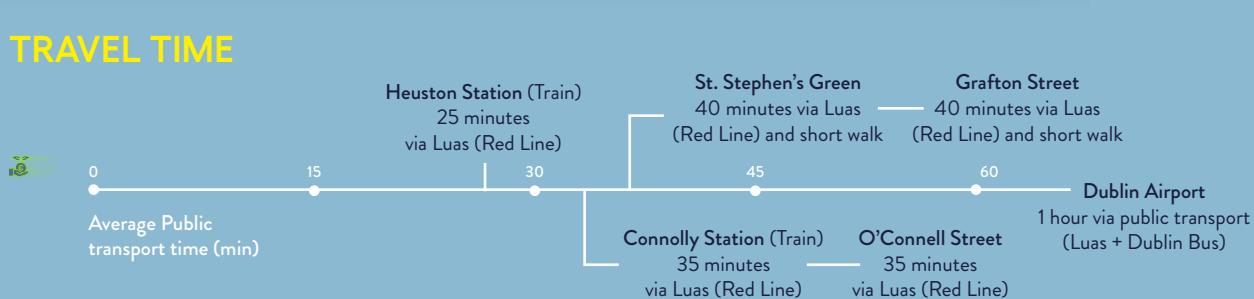 TRAVEL TIME
Heuston Station (Train)
25 minutes
via Luas (Red Line)
St. Stephen's Green
40 minutes via Luas
(Red Line) and short walk
Grafton Street
40 minutes via Luas
(Red Line) and short walk
0
15
30
45
60
Average Public
transport time (min)
Connolly Station (Train)
35 minutes
via Luas (Red Line)
O'Connell Street
35 minutes
via Luas (Red Line)
Dublin Airport
1 hour via public transport
(Luas + Dublin Bus)